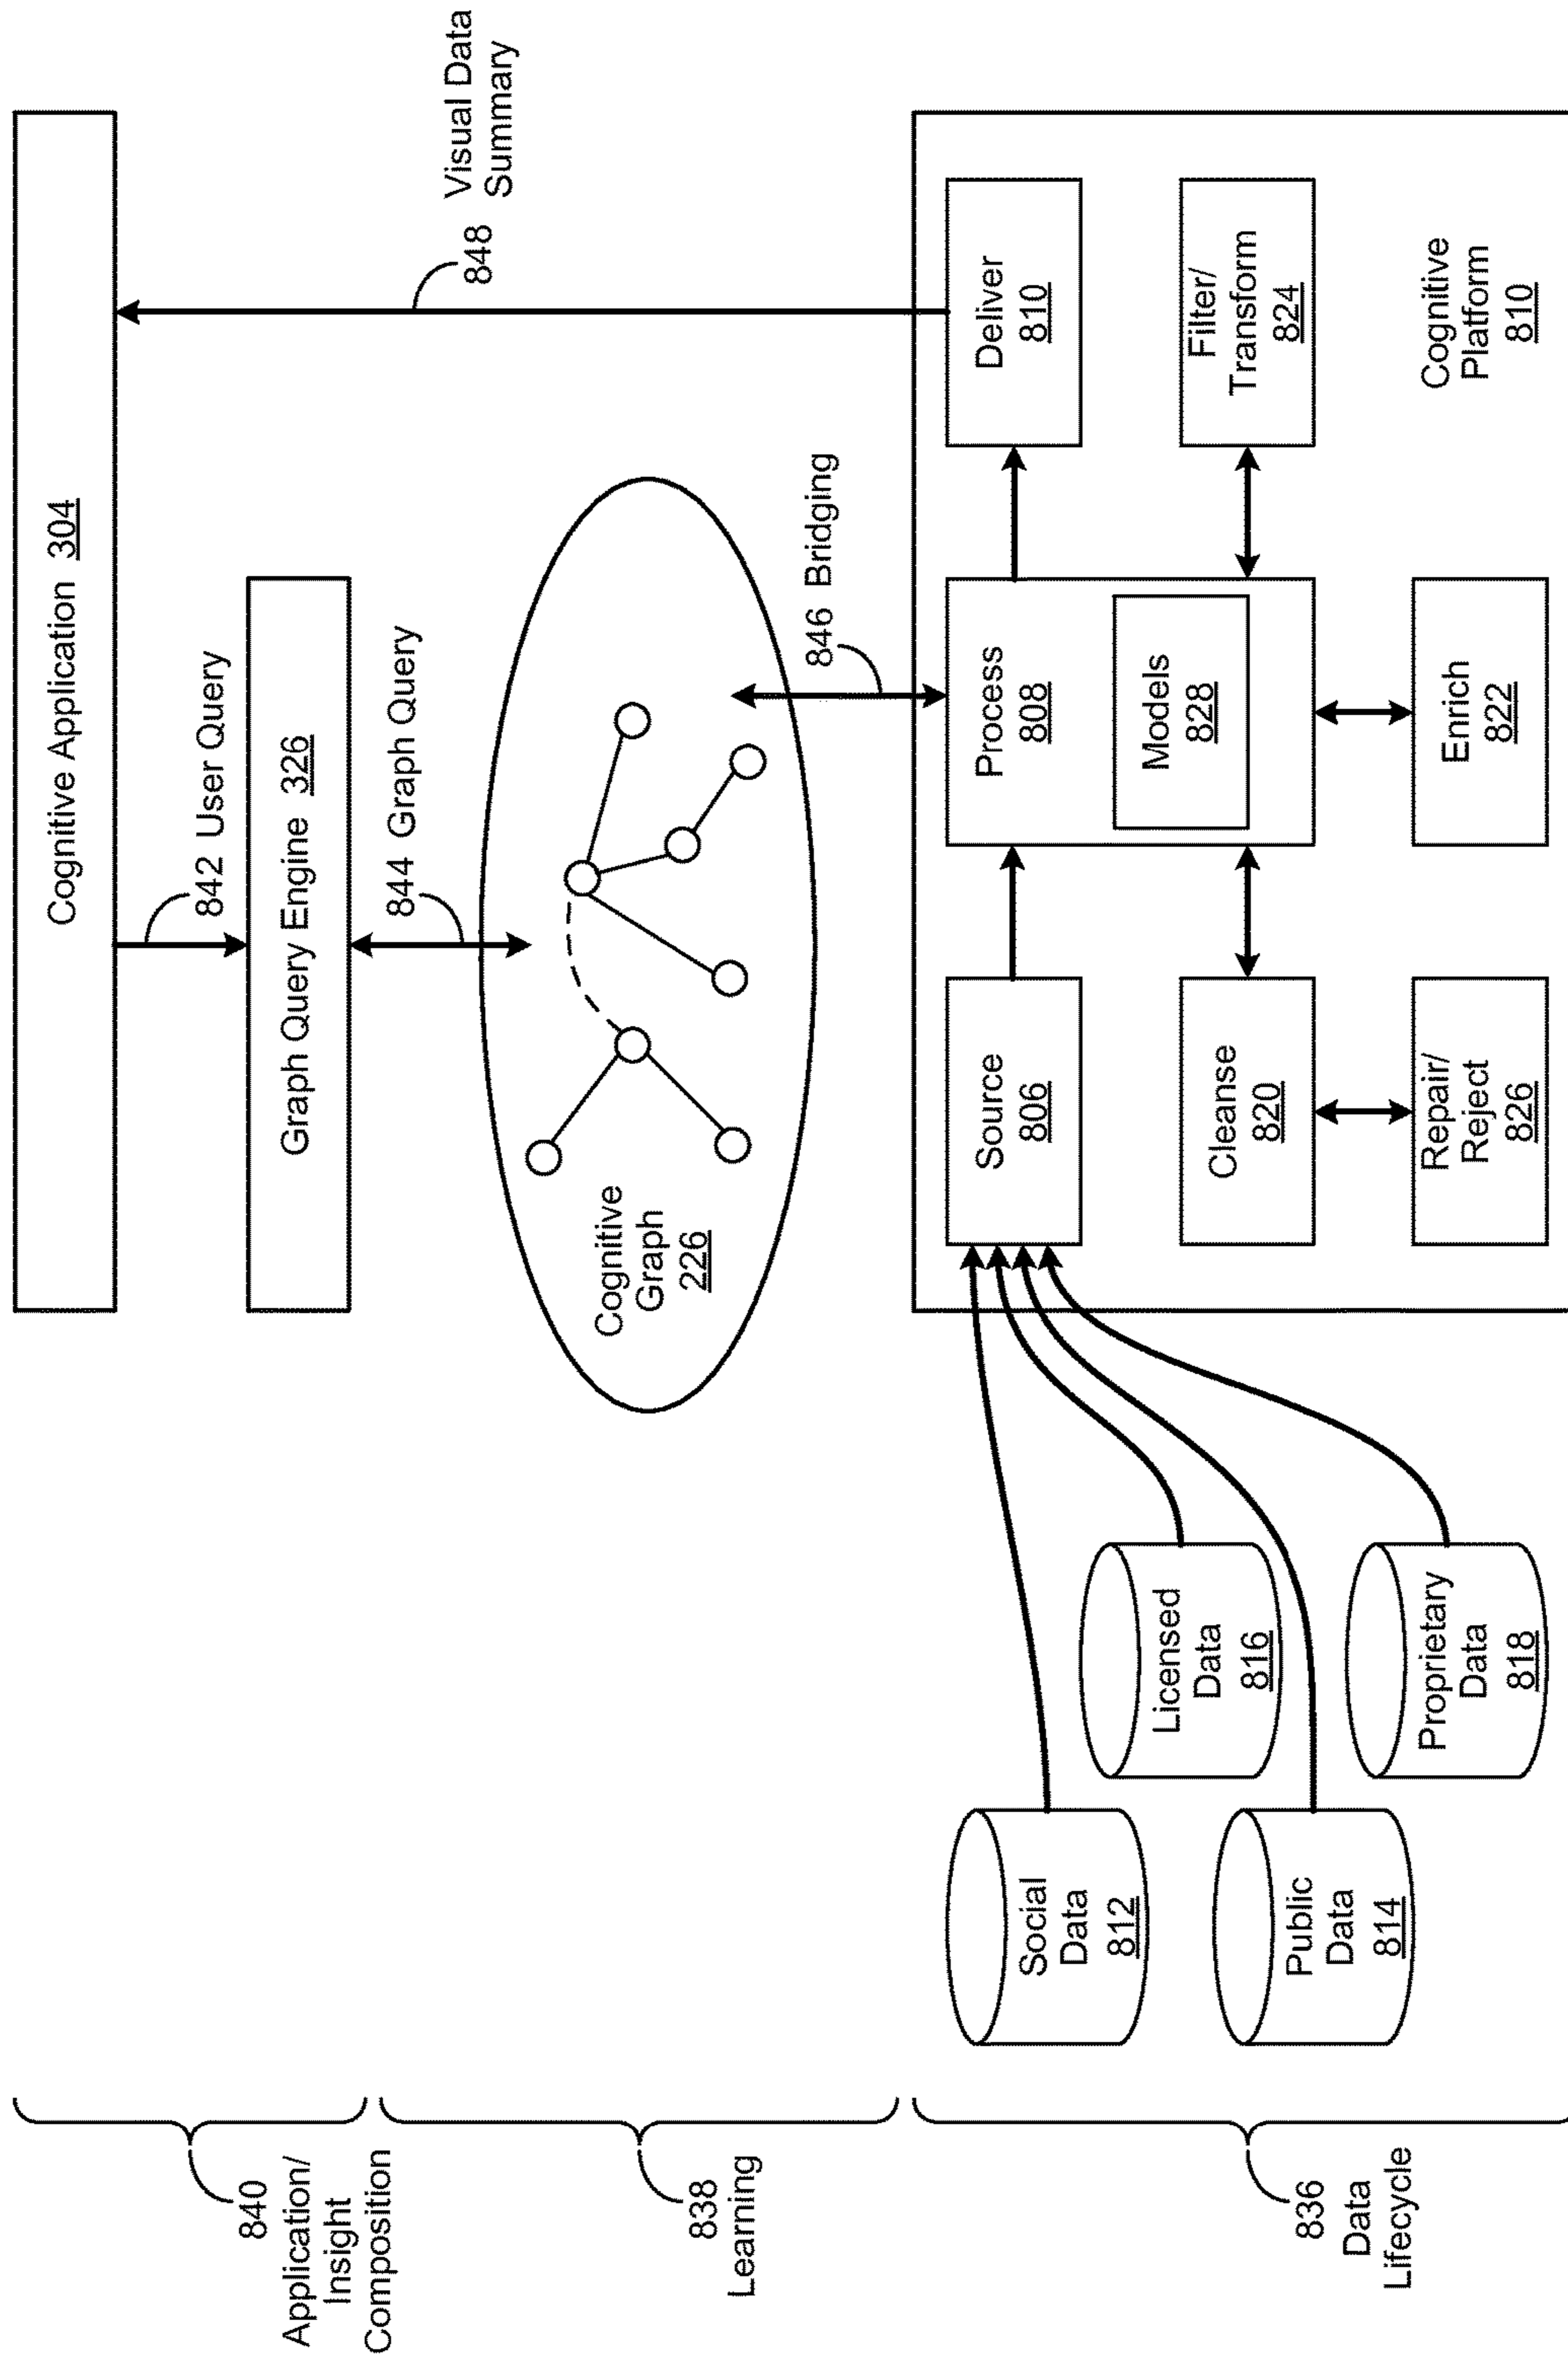 840
Application/
Insight
Composition
838
Learning
836
Data
Lifecycle
Cognitive Application 304
842 User Query
Graph Query Engine 326
844 Graph Query
Cognitive
Graph
226
846 Bridging
848
Visual Data
Summary
Social
Data
812
Licensed
Data
816
Public
Data
814
Proprietary
Data
818
Source
806
Process
808
Models
828
Deliver
810
Cleanse
820
Filter/
Transform
824
Repair/
Reject
826
Enrich
822
Cognitive
Platform
810